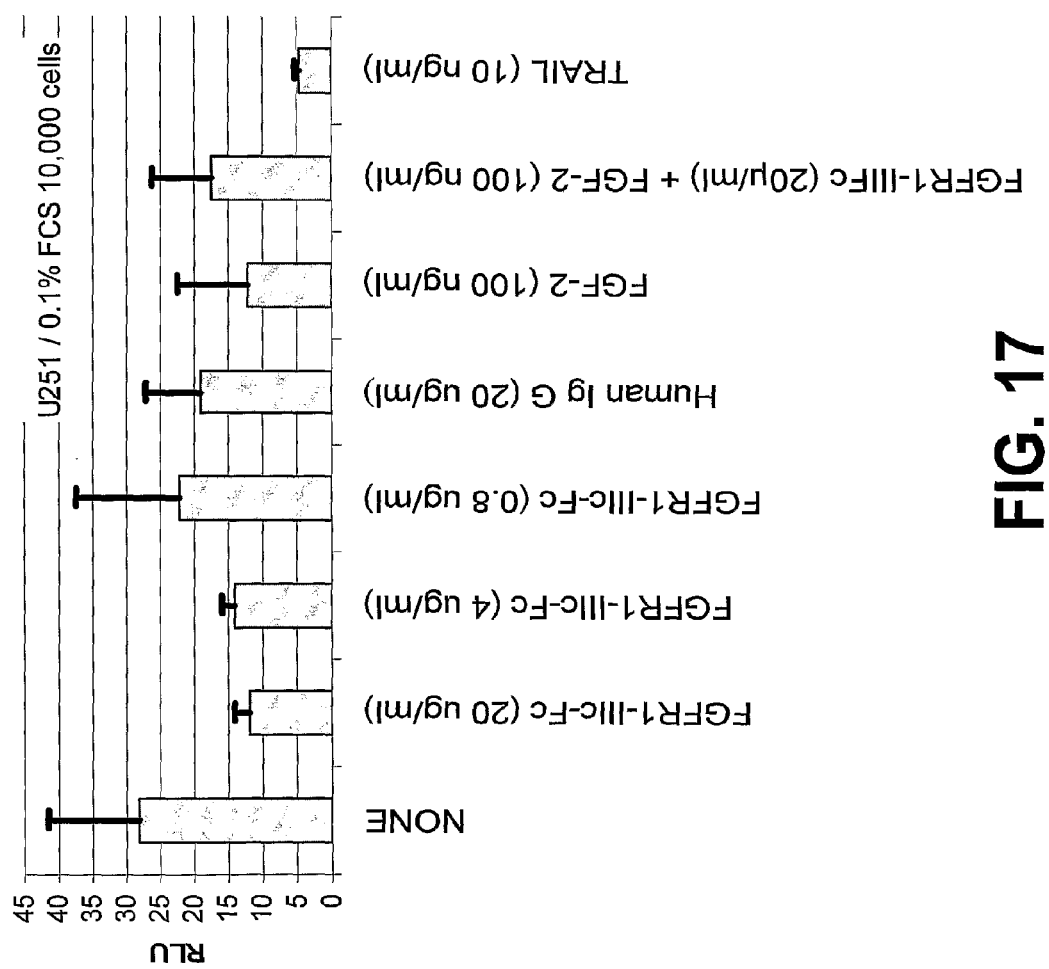 U251 / 0.1% FCS 10,000 cells
RLU
45
40
35
30
25
20
15
10
5
0
NONE
FGFR1-IIIc-Fc (20 ug/ml)
FGFR1-IIIc-Fc (4 ug/ml)
FGFR1-IIIc-Fc (0.8 ug/ml)
Human Ig G (20 ug/ml)
FGF-2 (100 ng/ml)
FGFR1-IIIFc (20µ/ml) + FGF-2 (100 ng/ml)
TRAIL (10 ng/ml)
FIG. 17